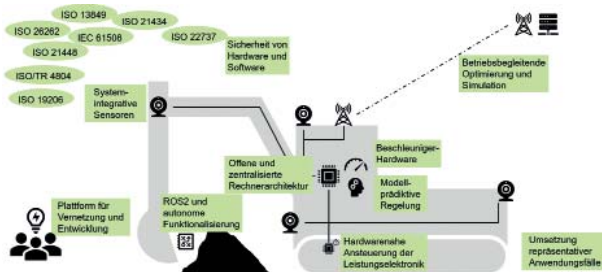 ISO 13849
ISO 21434
ISO 26262
IEC 61508
ISO 22737
ISO 21448
ISO/TR 4804
ISO 19206
Sicherheit von
Hardware und
Software
Betriebsbegleitende
Optimierung und
Simulation
System-
integrative
Sensoren
Offene und
zentralisierte
Rechnerarchitektur
Beschleuniger-
Hardware
Modell-
prädiktive
Regelung
Plattform für
Vernetzung und
Entwicklung
ROS2 und
autonome
Funktionalisierung
Hardwarenahe
Ansteuerung der
Leistungselektronik
Umsetzung
repräsentativer
Anwendungsfälle